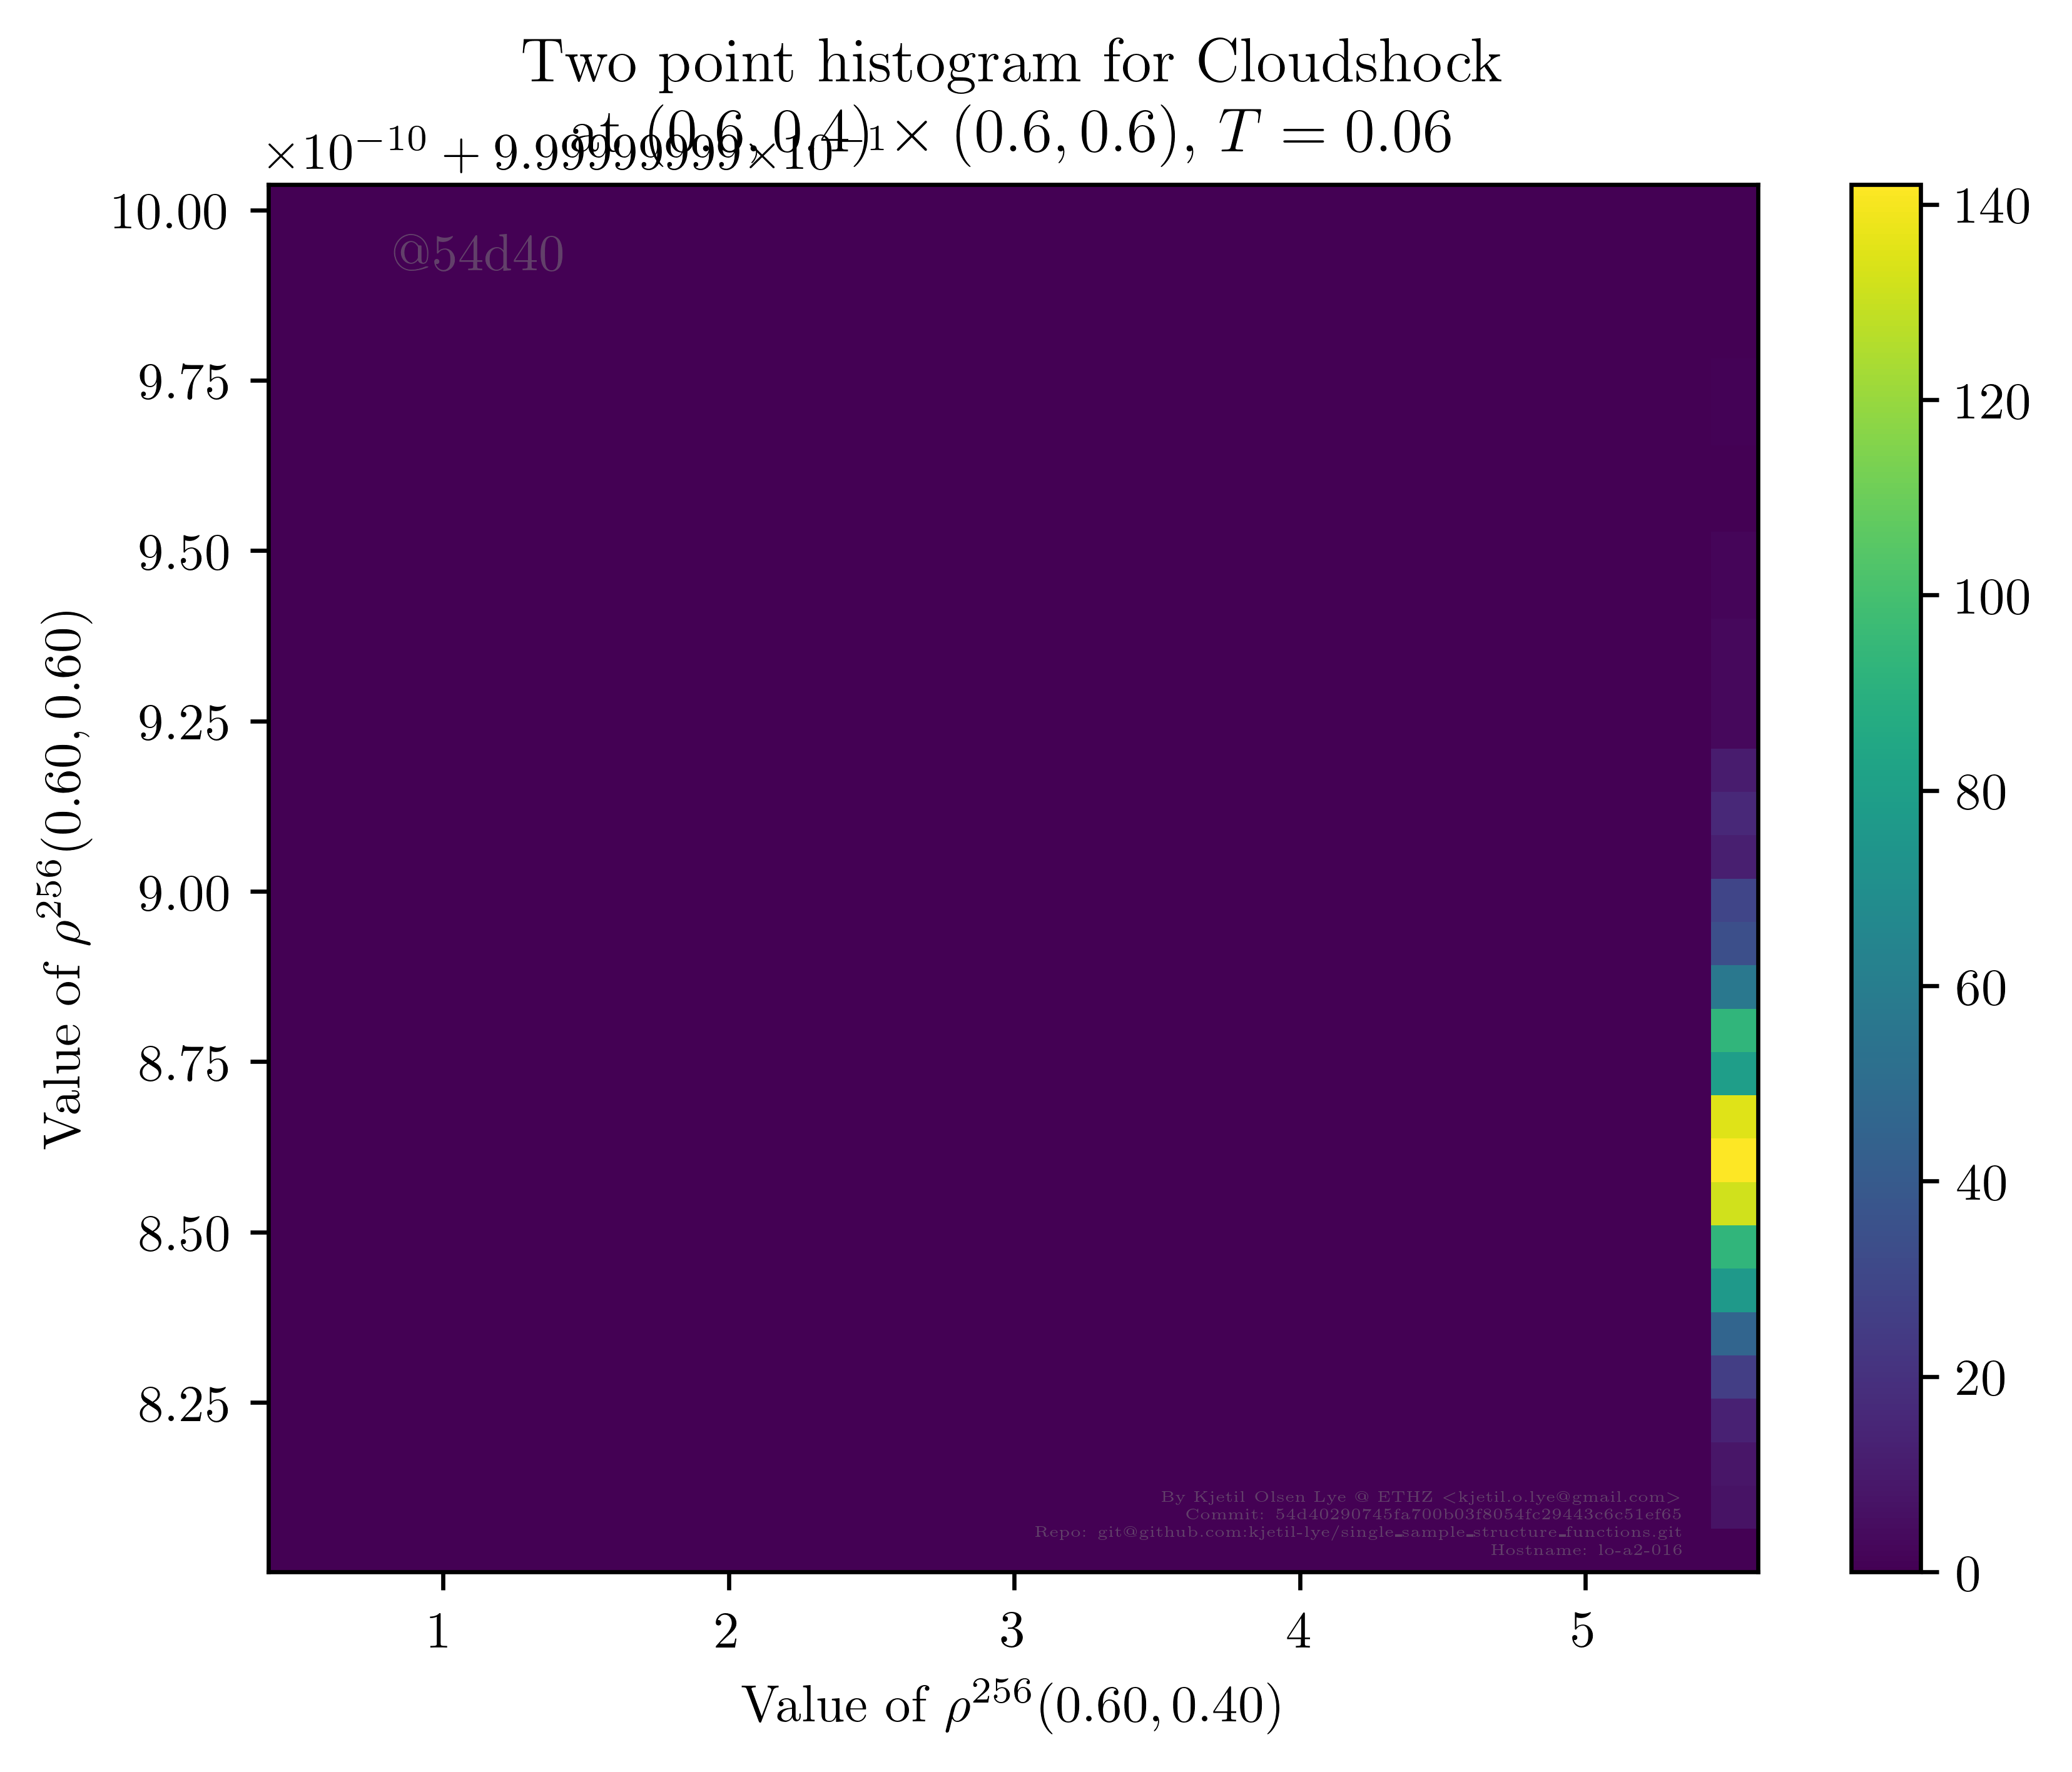 Two point histogram for Cloudshock
at (0.6, 0.4) × (0.6, 0.6), T = 0.06
×10⁻¹⁰ + 9.999999999×10⁻¹
10.00
9.75
9.50
9.25
9.00
8.75
8.50
8.25
Value of ρ²⁵⁶(0.60, 0.60)
@54d40
By Kjetil Olsen Lye @ ETHZ <kjetil.o.lye@gmail.com>
Commit: 54d40290745fa700b03f8054fc29443c6c51ef65
Repo: git@github.com:kjetil-lye/single_sample_structure_functions.git
Hostname: lo-a2-016
1 2 3 4 5
Value of ρ²⁵⁶(0.60, 0.40)
140
120
100
80
60
40
20
0